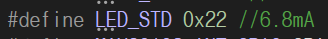 #define LED_STD 0x22 //6.8mA